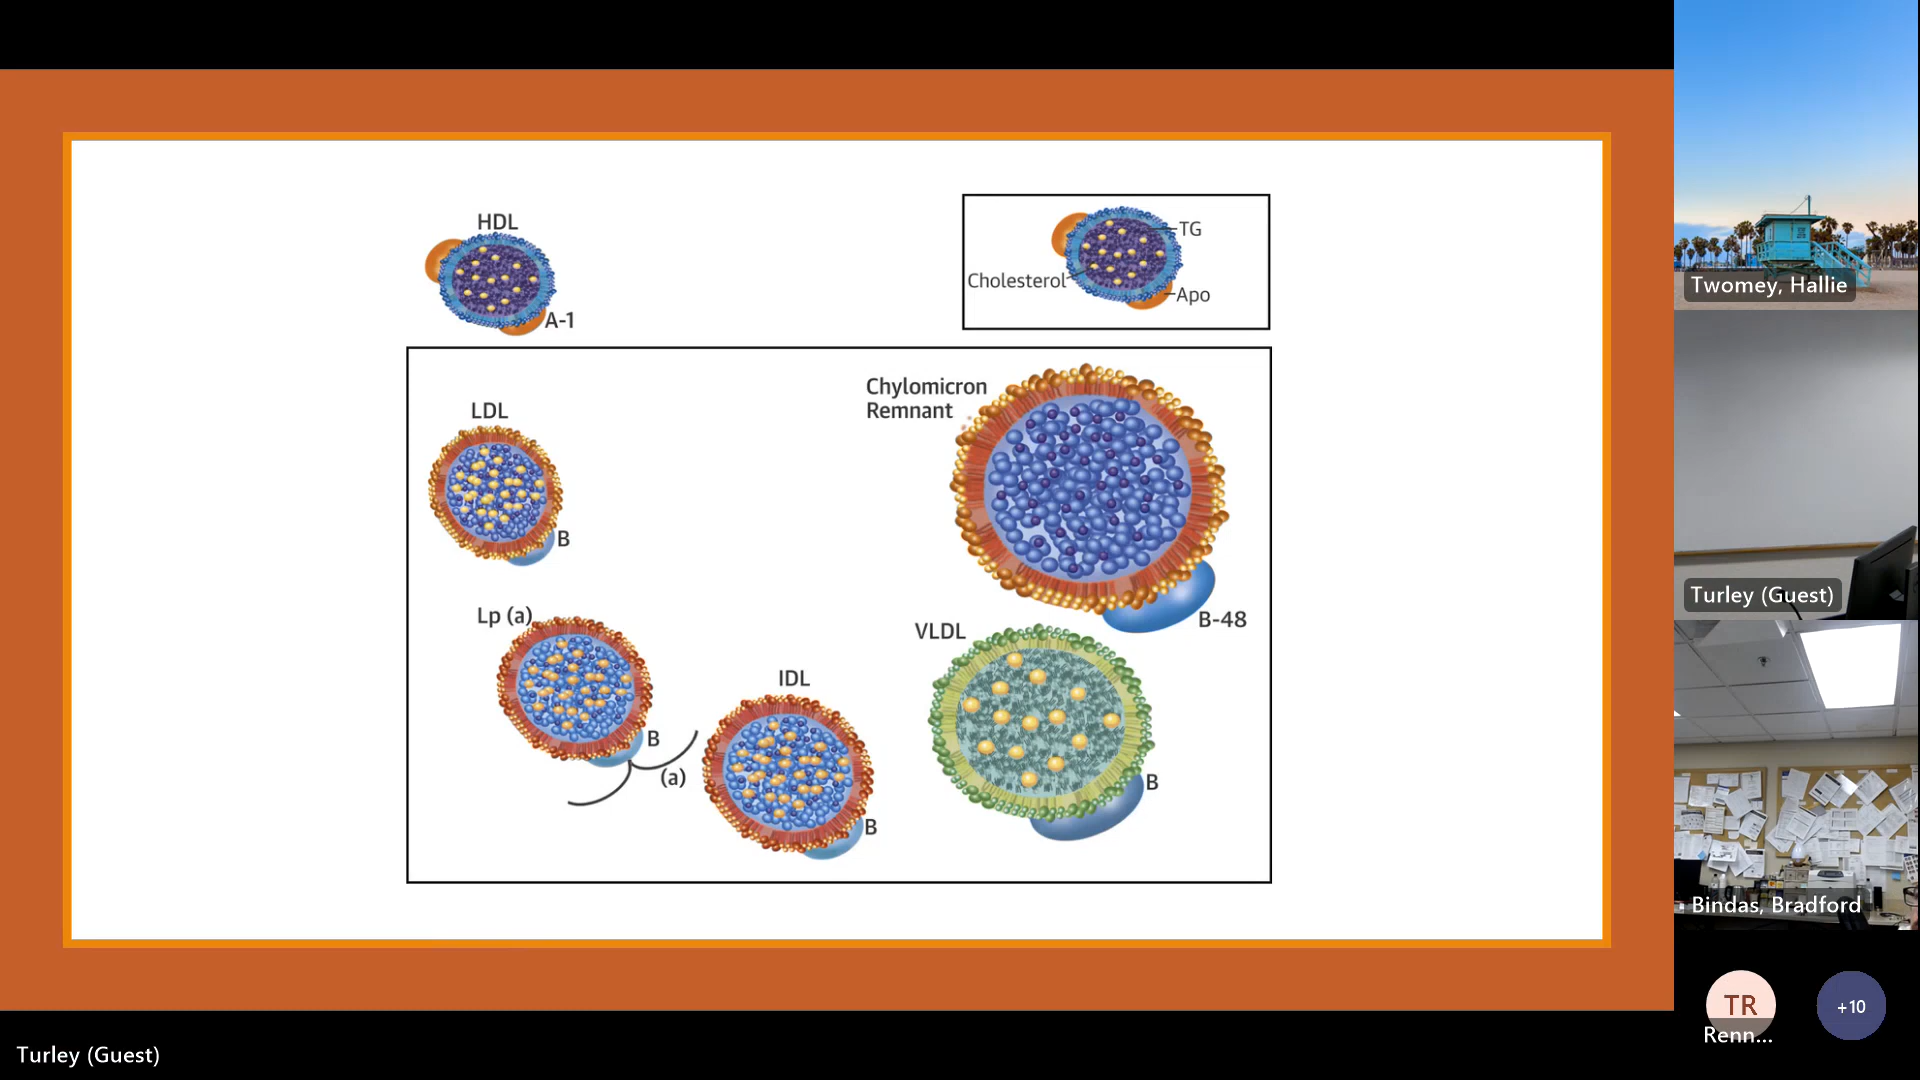 HDL
A-1
TG
Cholesterol
Apo
LDL
B
Chylomicron
Remnant
B-48
Lp (a)
B
(a)
IDL
B
VLDL
B
Twomey, Hallie
Turley (Guest)
Bindas, Bradford
TR
Renn...
+10
Turley (Guest)